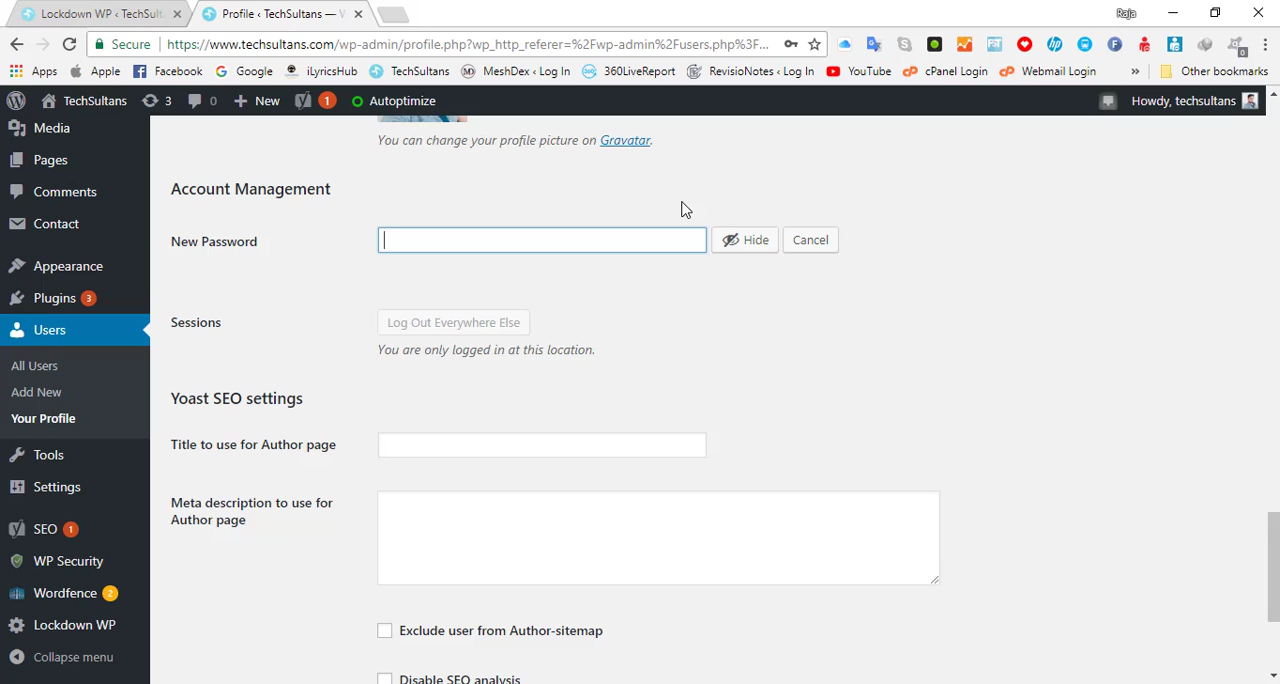 Lockdown WP ‹ TechSult
Profile ‹ TechSultans — V
Raja
Secure
https://www.techsultans.com/wp-admin/profile.php?wp_http_referer=%2Fwp-admin%2Fusers.php%3F...
Apps
Apple
Facebook
Google
iLyricsHub
TechSultans
MeshDex ‹ Log In
360LiveReport
RevisioNotes ‹ Log In
YouTube
cPanel Login
Webmail Login
»
Other bookmarks
TechSultans
3
0
New
1
Autoptimize
Howdy, techsultans
Media
Pages
Comments
Contact
Appearance
Plugins 3
Users
All Users
Add New
Your Profile
Tools
Settings
SEO 1
WP Security
Wordfence 2
Lockdown WP
Collapse menu
You can change your profile picture on Gravatar.
Account Management
New Password
Hide
Cancel
Sessions
Log Out Everywhere Else
You are only logged in at this location.
Yoast SEO settings
Title to use for Author page
Meta description to use for
Author page
Exclude user from Author-sitemap
Disable SEO analysis